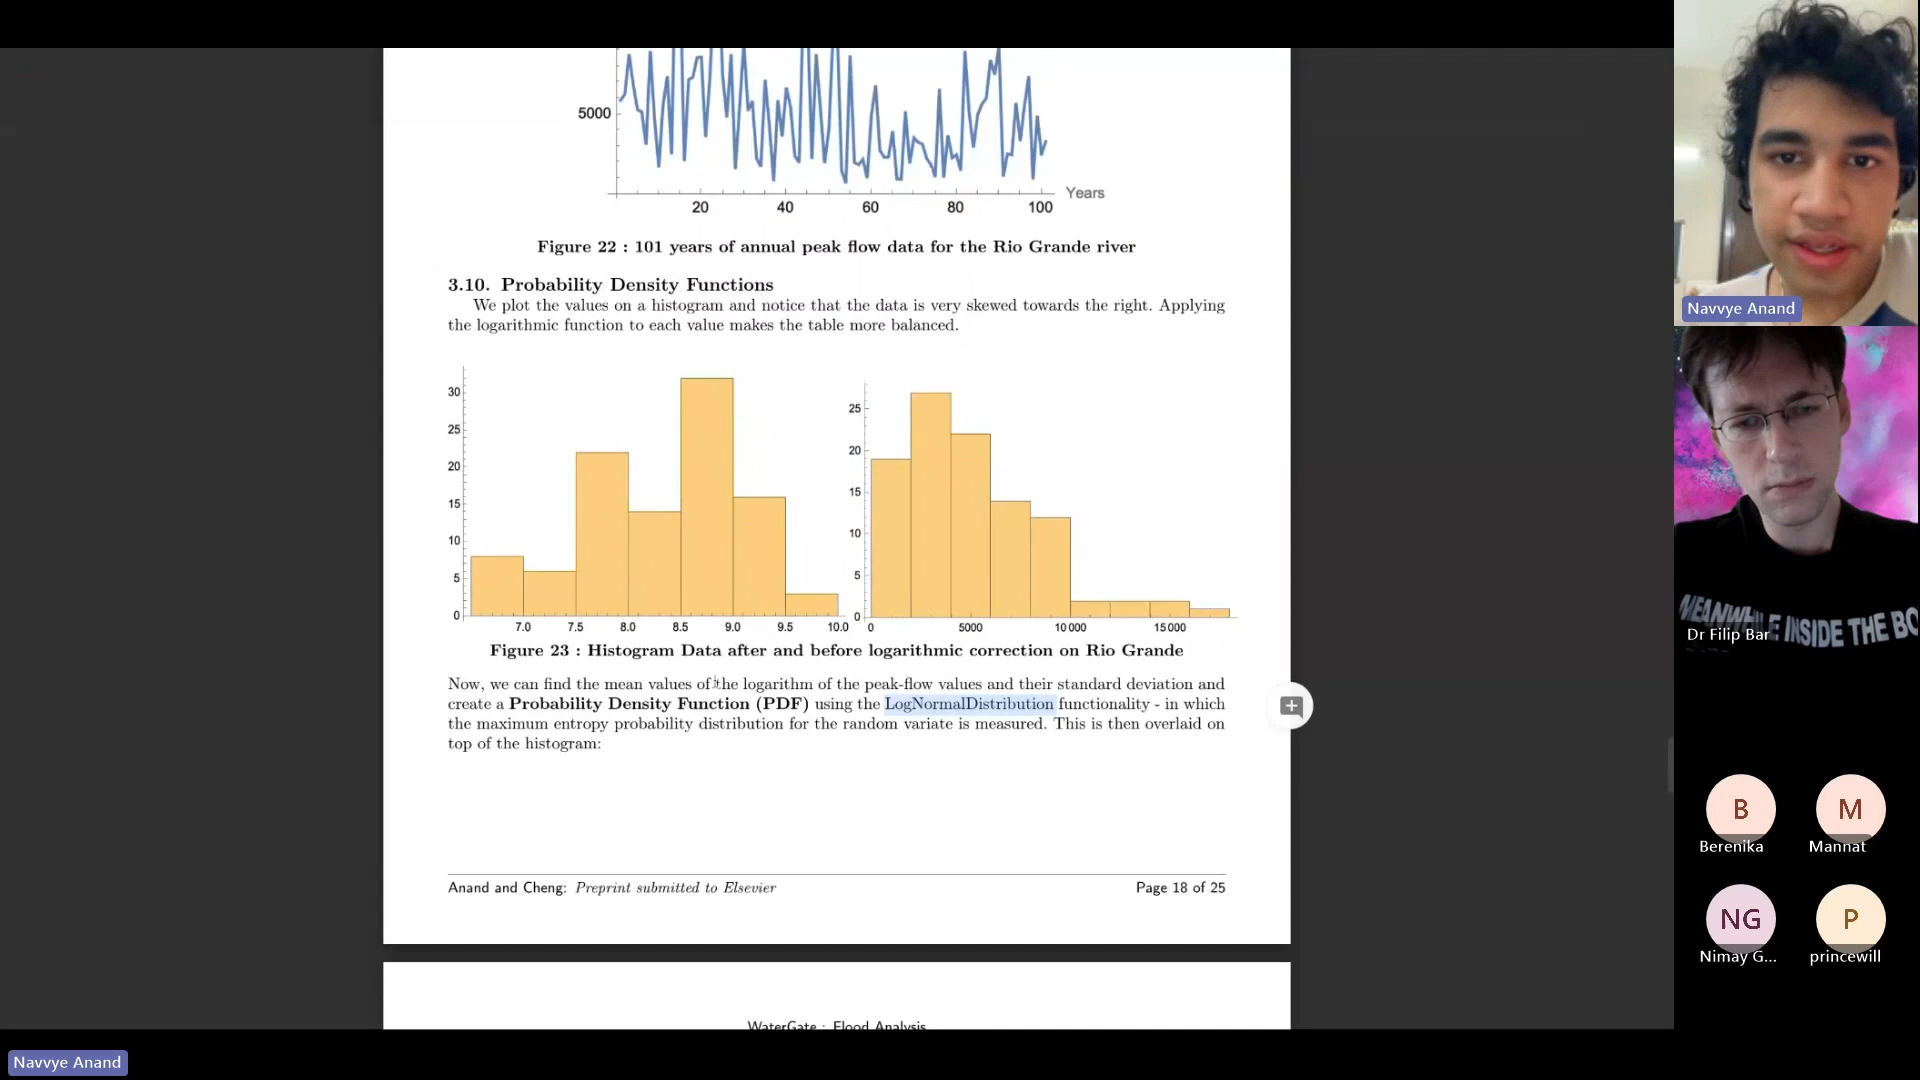 5000
Years
20 40 60 80 100
Figure 22 : 101 years of annual peak flow data for the Rio Grande river
3.10. Probability Density Functions
We plot the values on a histogram and notice that the data is very skewed towards the right. Applying
the logarithmic function to each value makes the table more balanced.
30
25
20
15
10
5
0
7.0 7.5 8.0 8.5 9.0 9.5 10.0
25
20
15
10
5
0
0 5000 10 000 15 000
Figure 23 : Histogram Data after and before logarithmic correction on Rio Grande
Now, we can find the mean values of the logarithm of the peak-flow values and their standard deviation and
create a Probability Density Function (PDF) using the LogNormalDistribution functionality - in which
the maximum entropy probability distribution for the random variate is measured. This is then overlaid on
top of the histogram:
Anand and Cheng: Preprint submitted to Elsevier
Page 18 of 25
WaterGate : Flood Analysis
Navvye Anand
MEANWHILE INSIDE THE BO
Dr Filip Bar
B
Berenika
M
Mannat
NG
Nimay G...
P
princewill
Navvye Anand